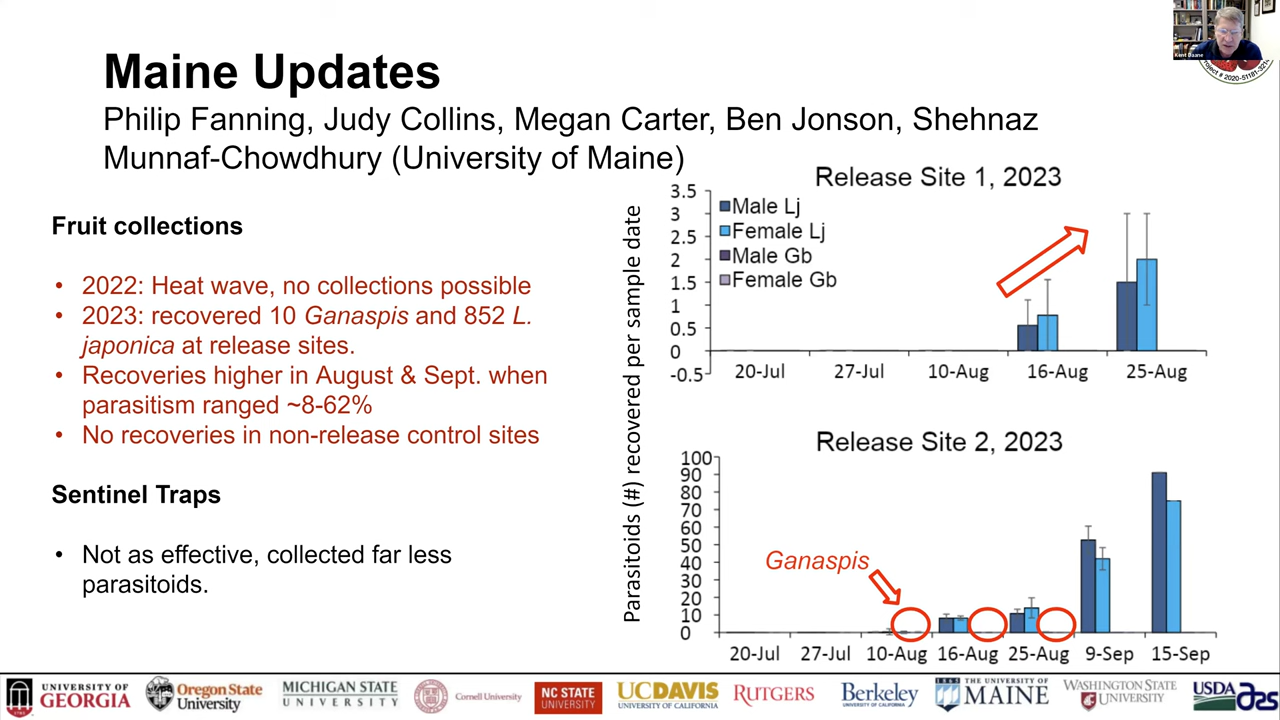 Maine Updates
Philip Fanning, Judy Collins, Megan Carter, Ben Jonson, Shehnaz
Munnaf-Chowdhury (University of Maine)
Kent Daane
Project # 2020-51181-321
Fruit collections
• 2022: Heat wave, no collections possible
• 2023: recovered 10 Ganaspis and 852 L.
japonica at release sites.
• Recoveries higher in August & Sept. when
parasitism ranged ~8-62%
• No recoveries in non-release control sites
Sentinel Traps
• Not as effective, collected far less
parasitoids.
Parasitoids (#) recovered per sample date
Release Site 1, 2023
3.5
3
2.5
2
1.5
1
0.5
0
-0.5
Male Lj
Female Lj
Male Gb
Female Gb
20-Jul 27-Jul 10-Aug 16-Aug 25-Aug
Release Site 2, 2023
100
90
80
70
60
50
40
30
20
10
0
Ganaspis
20-Jul 27-Jul 10-Aug 16-Aug 25-Aug 9-Sep 15-Sep
UNIVERSITY OF
GEORGIA
Oregon State
University
MICHIGAN STATE
UNIVERSITY
Cornell University
NC STATE
UNIVERSITY
UCDAVIS
UNIVERSITY OF CALIFORNIA
RUTGERS
Berkeley
UNIVERSITY OF CALIFORNIA
1865 THE UNIVERSITY OF
MAINE
WASHINGTON STATE
UNIVERSITY
USDA